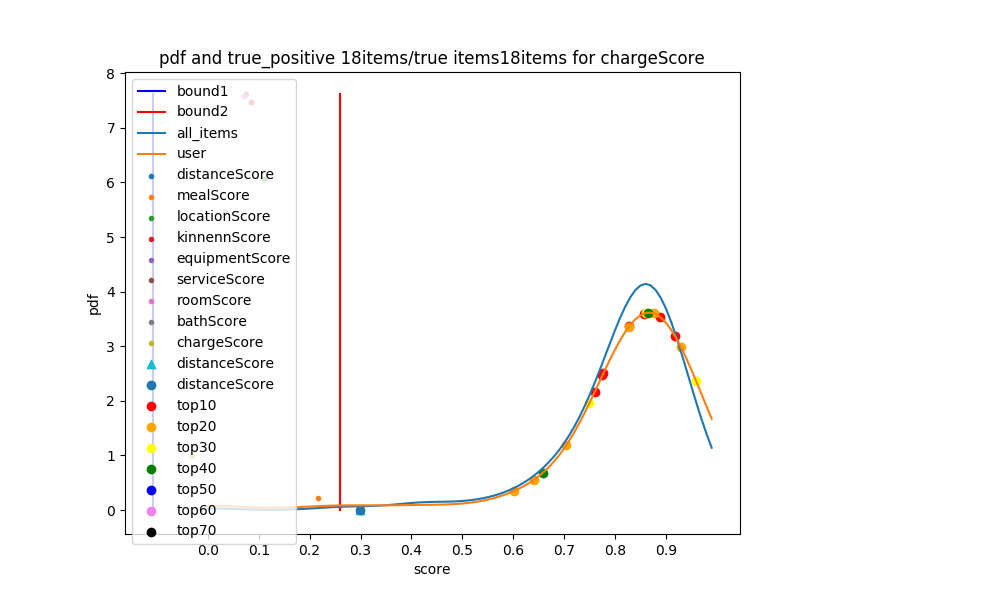 pdf and true_positive 18items/true items18items for chargeScore
8
7
6
5
4
3
2
1
0
pdf
bound1
bound2
all_items
user
distanceScore
mealScore
locationScore
kinnennScore
equipmentScore
serviceScore
roomScore
bathScore
chargeScore
distanceScore
distanceScore
top10
top20
top30
top40
top50
top60
top70
0.0 0.1 0.2 0.3 0.4 0.5 0.6 0.7 0.8 0.9
score